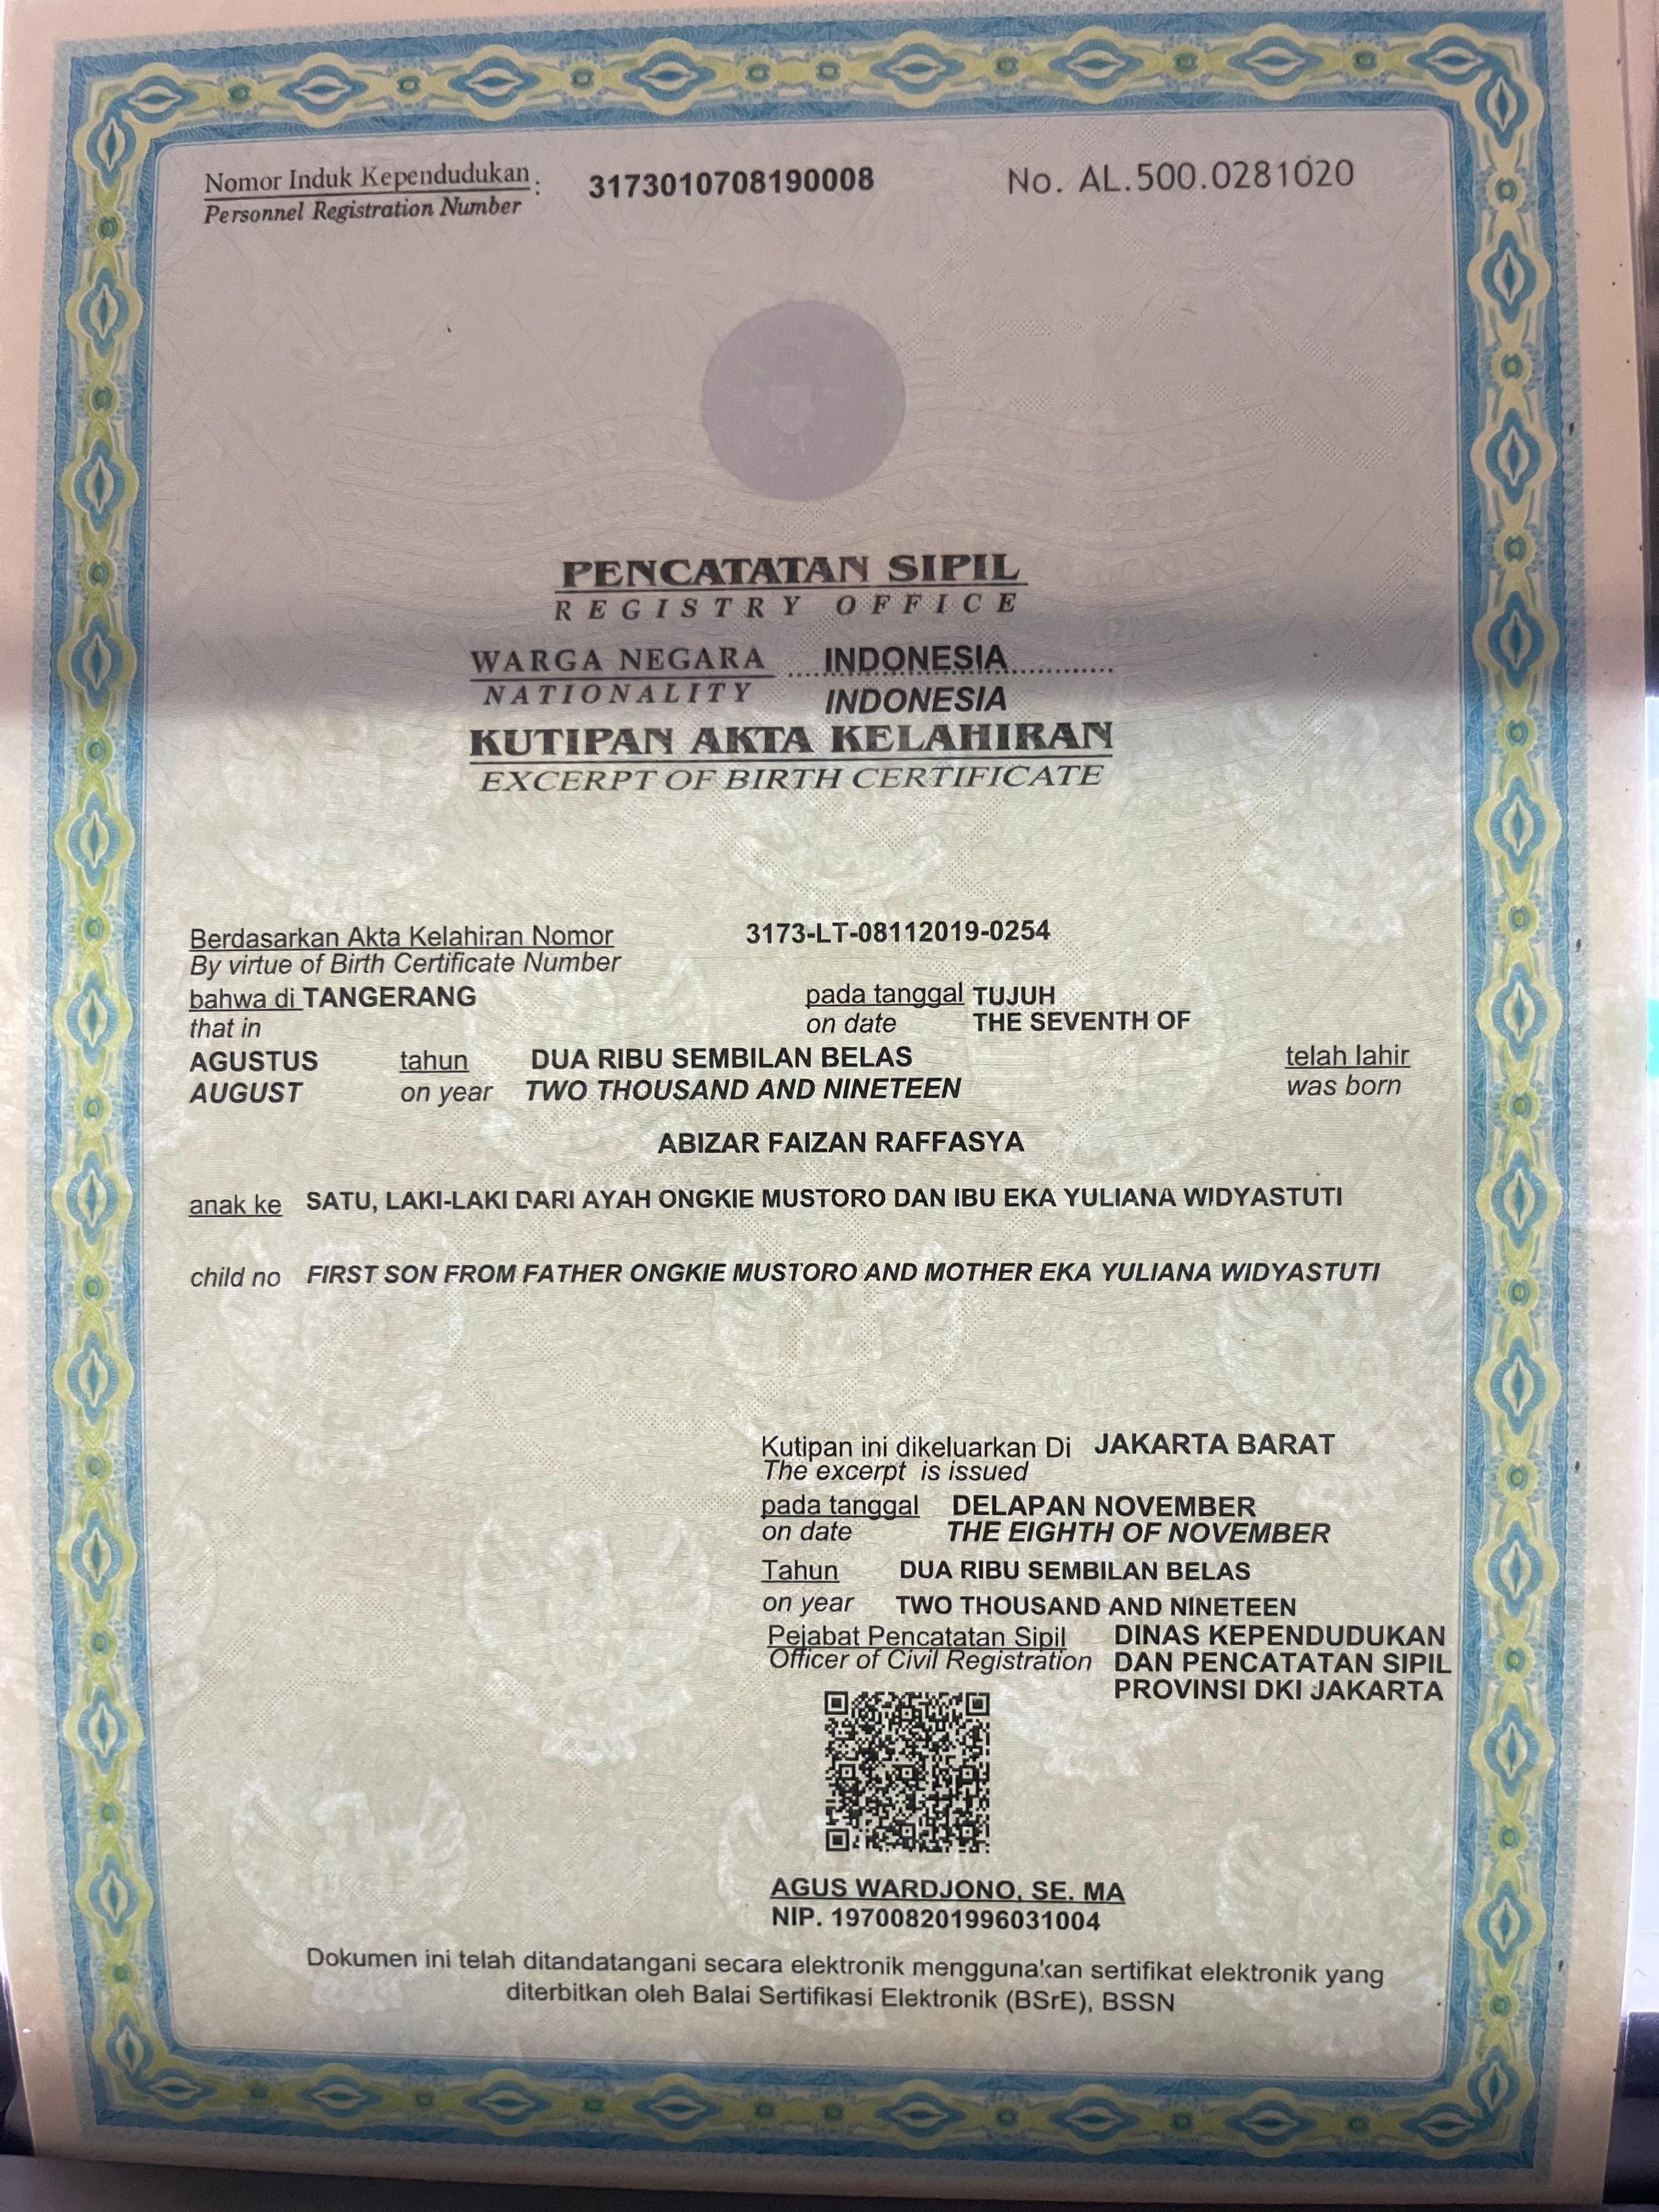 Nomor Induk Kependudukan : 3173010708190008 No. AL.500.0281020
Personnel Registration Number
PENCATATAN SIPIL
REGISTRY OFFICE
WARGA NEGARA ............ INDONESIA ............
NATIONALITY INDONESIA
KUTIPAN AKTA KELAHIRAN
EXCERPT OF BIRTH CERTIFICATE
Berdasarkan Akta Kelahiran Nomor 3173-LT-08112019-0254
By virtue of Birth Certificate Number
bahwa di TANGERANG pada tanggal TUJUH
that in on date THE SEVENTH OF
AGUSTUS tahun DUA RIBU SEMBILAN BELAS telah lahir
AUGUST on year TWO THOUSAND AND NINETEEN was born
ABIZAR FAIZAN RAFFASYA
anak ke SATU, LAKI-LAKI DARI AYAH ONGKIE MUSTORO DAN IBU EKA YULIANA WIDYASTUTI
child no FIRST SON FROM FATHER ONGKIE MUSTORO AND MOTHER EKA YULIANA WIDYASTUTI
Kutipan ini dikeluarkan Di JAKARTA BARAT
The excerpt is issued
pada tanggal DELAPAN NOVEMBER
on date THE EIGHTH OF NOVEMBER
Tahun DUA RIBU SEMBILAN BELAS
on year TWO THOUSAND AND NINETEEN
Pejabat Pencatatan Sipil DINAS KEPENDUDUKAN
Officer of Civil Registration DAN PENCATATAN SIPIL
PROVINSI DKI JAKARTA
AGUS WARDJONO, SE. MA
NIP. 197008201996031004
Dokumen ini telah ditandatangani secara elektronik menggunakan sertifikat elektronik yang
diterbitkan oleh Balai Sertifikasi Elektronik (BSrE), BSSN